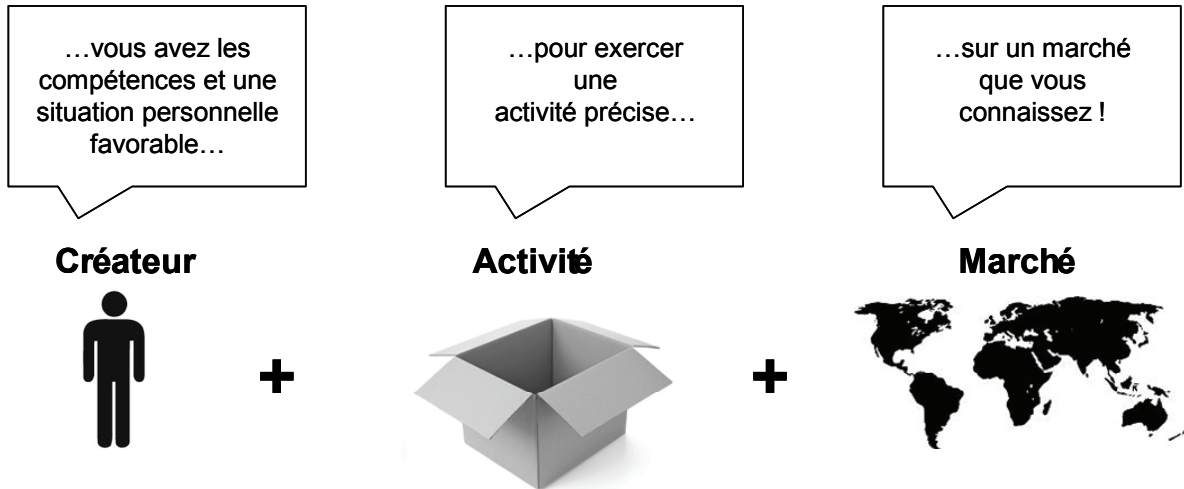 …vous avez les
compétences et une
situation personnelle
favorable…
…pour exercer
une
activité précise…
…sur un marché
que vous
connaissez !
Créateur
Activité
Marché
+
+